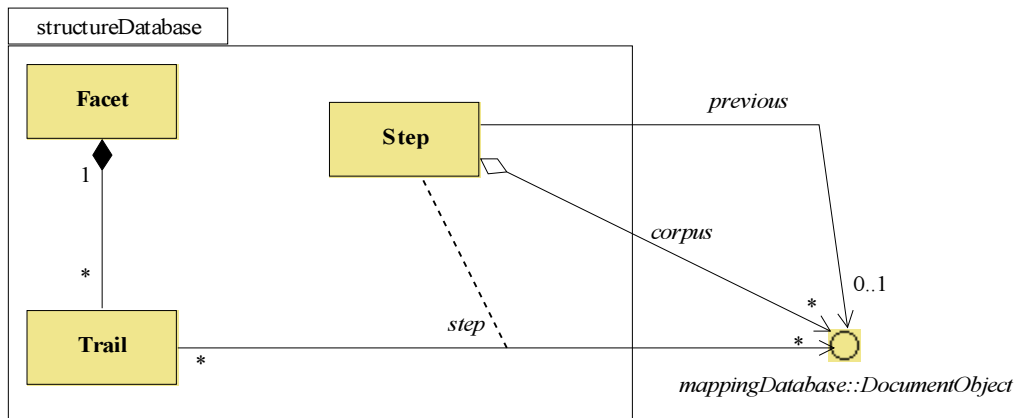 structureDatabase
Facet
Step
previous
1
corpus
*
0..1
*
step
Trail
*
*
mappingDatabase::DocumentObject